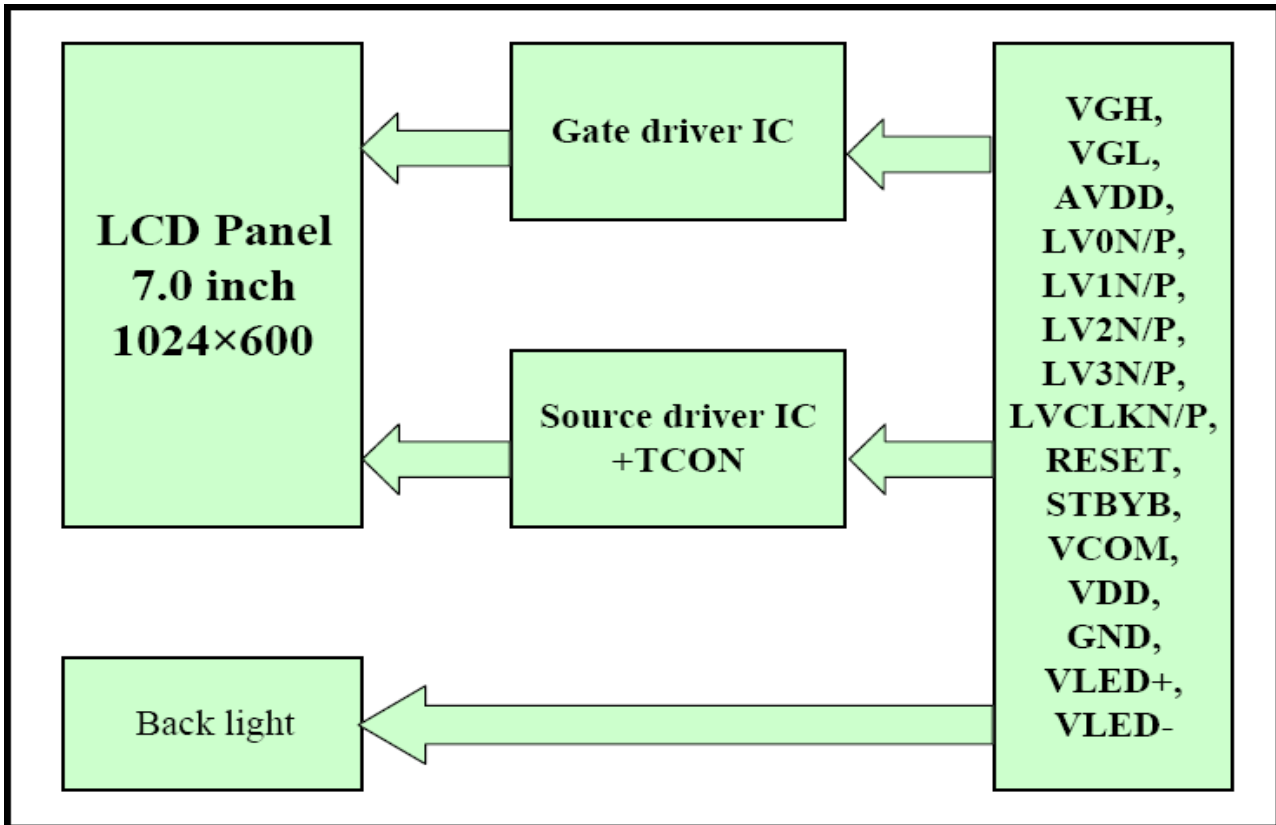 LCD Panel
7.0 inch
1024×600
Gate driver IC
Source driver IC
+TCON
Back light
VGH,
VGL,
AVDD,
LV0N/P,
LV1N/P,
LV2N/P,
LV3N/P,
LVCLKN/P,
RESET,
STBYB,
VCOM,
VDD,
GND,
VLED+,
VLED-